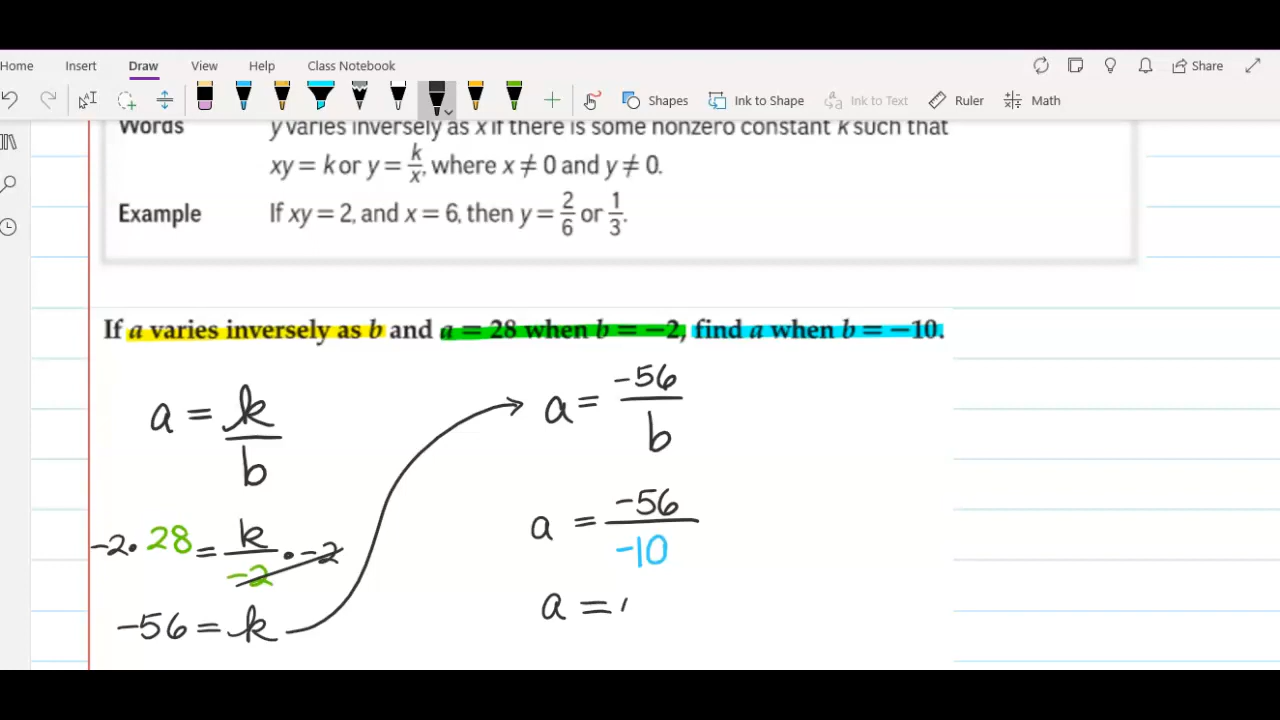 Home Insert Draw View Help Class Notebook Share
Shapes Ink to Shape Ink to Text Ruler Math
Words y varies inversely as x if there is some nonzero constant k such that
xy = k or y = k/x, where x ≠ 0 and y ≠ 0.
Example If xy = 2, and x = 6, then y = 2/6 or 1/3.
If a varies inversely as b and a = 28 when b = −2, find a when b = −10.
a = k/b
-2 · 28 = k/-2 · -2
-56 = k
a = -56/b
a = -56/-10
a =